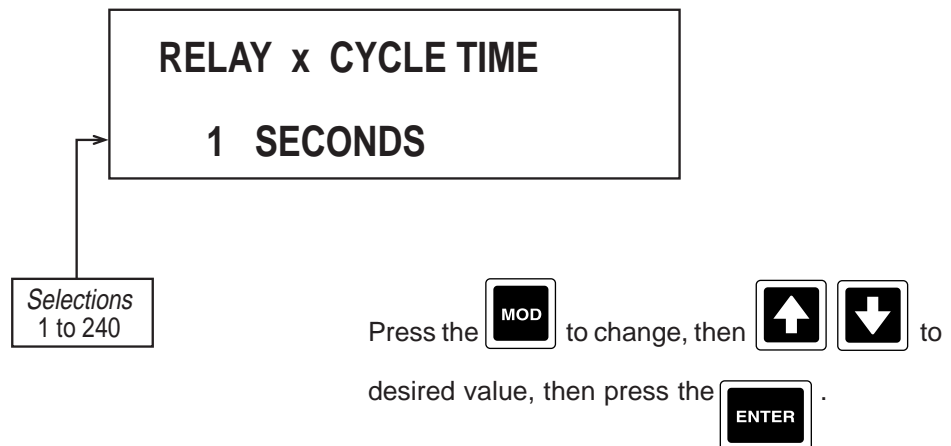 RELAY x CYCLE TIME
1 SECONDS
Selections
1 to 240
Press the MOD to change, then to
desired value, then press the ENTER .